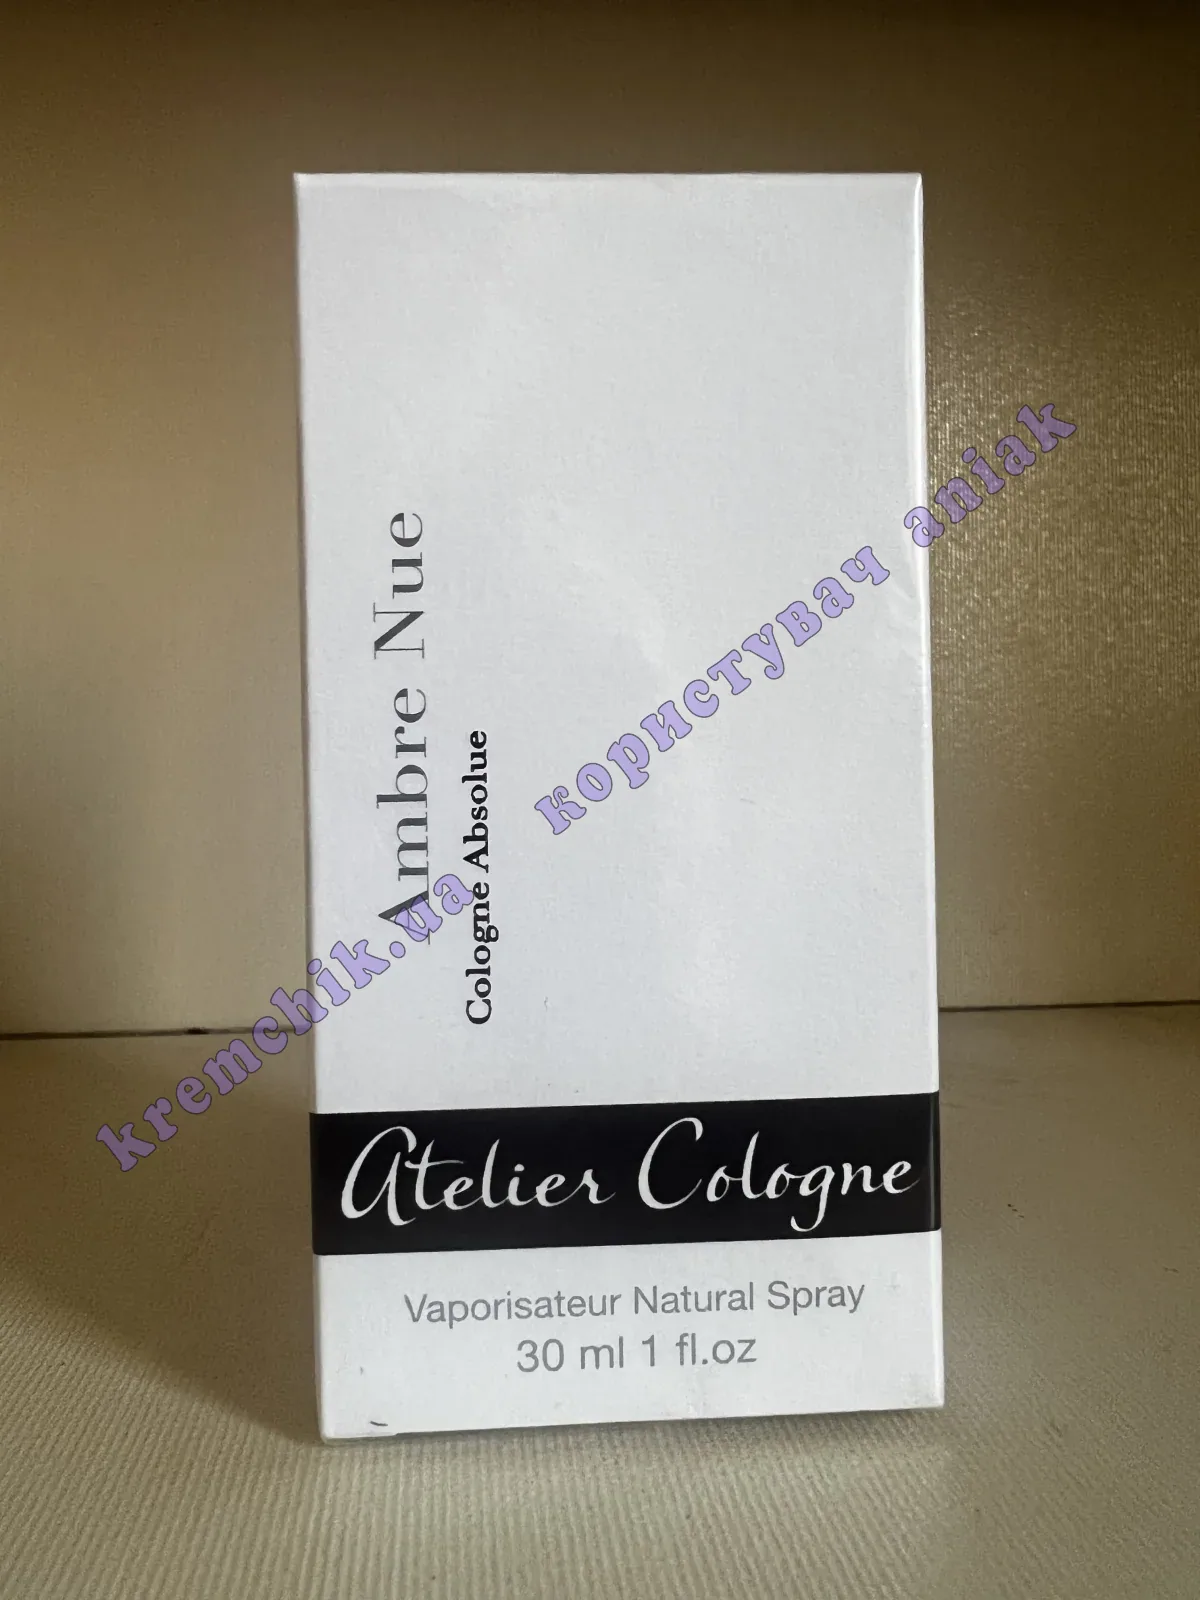 Ambre Nue
Cologne Absolue
Atelier Cologne
Vaporisateur Natural Spray
30 ml 1 fl.oz
kremchik.ua користувач aniak